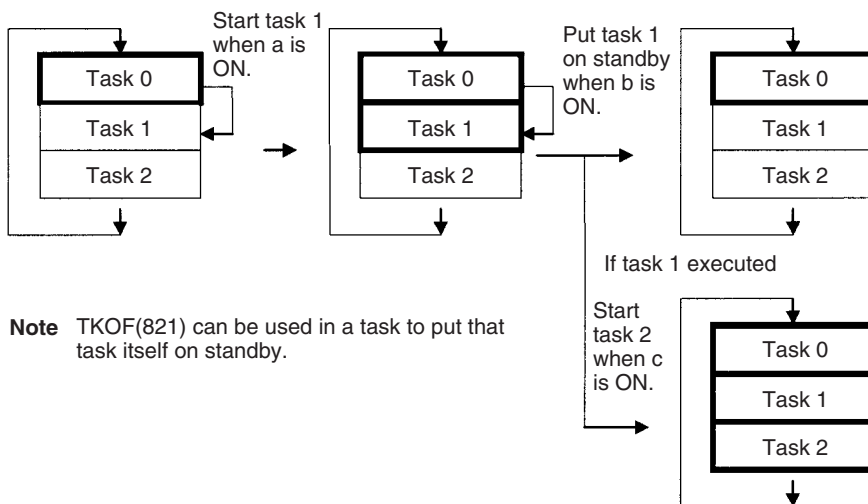 Start task 1
when a is
ON.
Task 0
Task 1
Task 2
Task 0
Task 1
Task 2
Put task 1
on standby
when b is
ON.
Task 0
Task 1
Task 2
If task 1 executed
Note TKOF(821) can be used in a task to put that
task itself on standby.
Start
task 2
when c
is ON.
Task 0
Task 1
Task 2